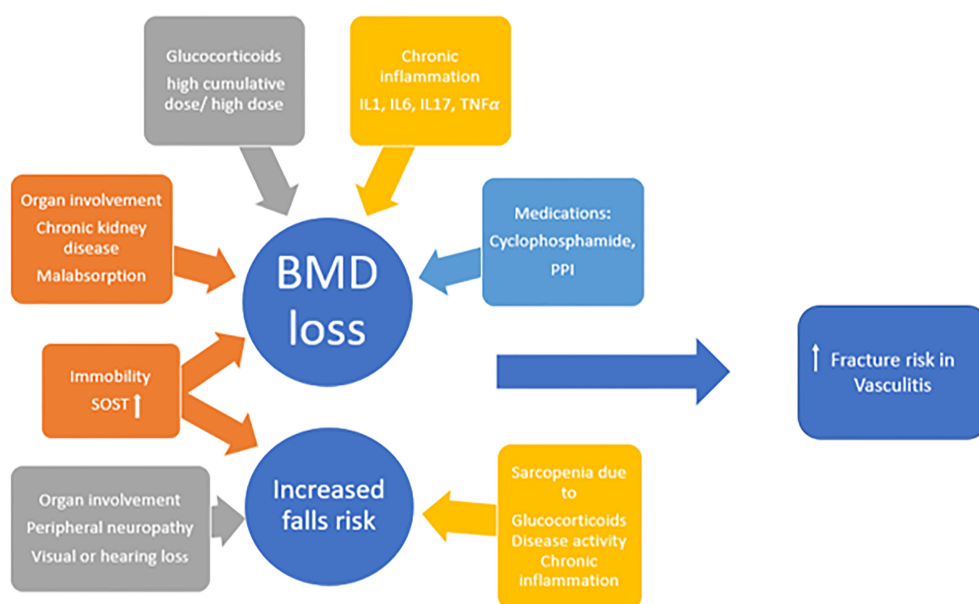 Glucocorticoids
high cumulative
dose/ high dose
Chronic
inflammation
IL1, IL6, IL17, TNFα
Organ involvement
Chronic kidney
disease
Malabsorption
BMD
loss
Medications:
Cyclophosphamide,
PPI
Immobility
SOST ↑
↑ Fracture risk in
Vasculitis
Organ involvement
Peripheral neuropathy
Visual or hearing loss
Increased
falls risk
Sarcopenia due
to
Glucocorticoids
Disease activity
Chronic
inflammation